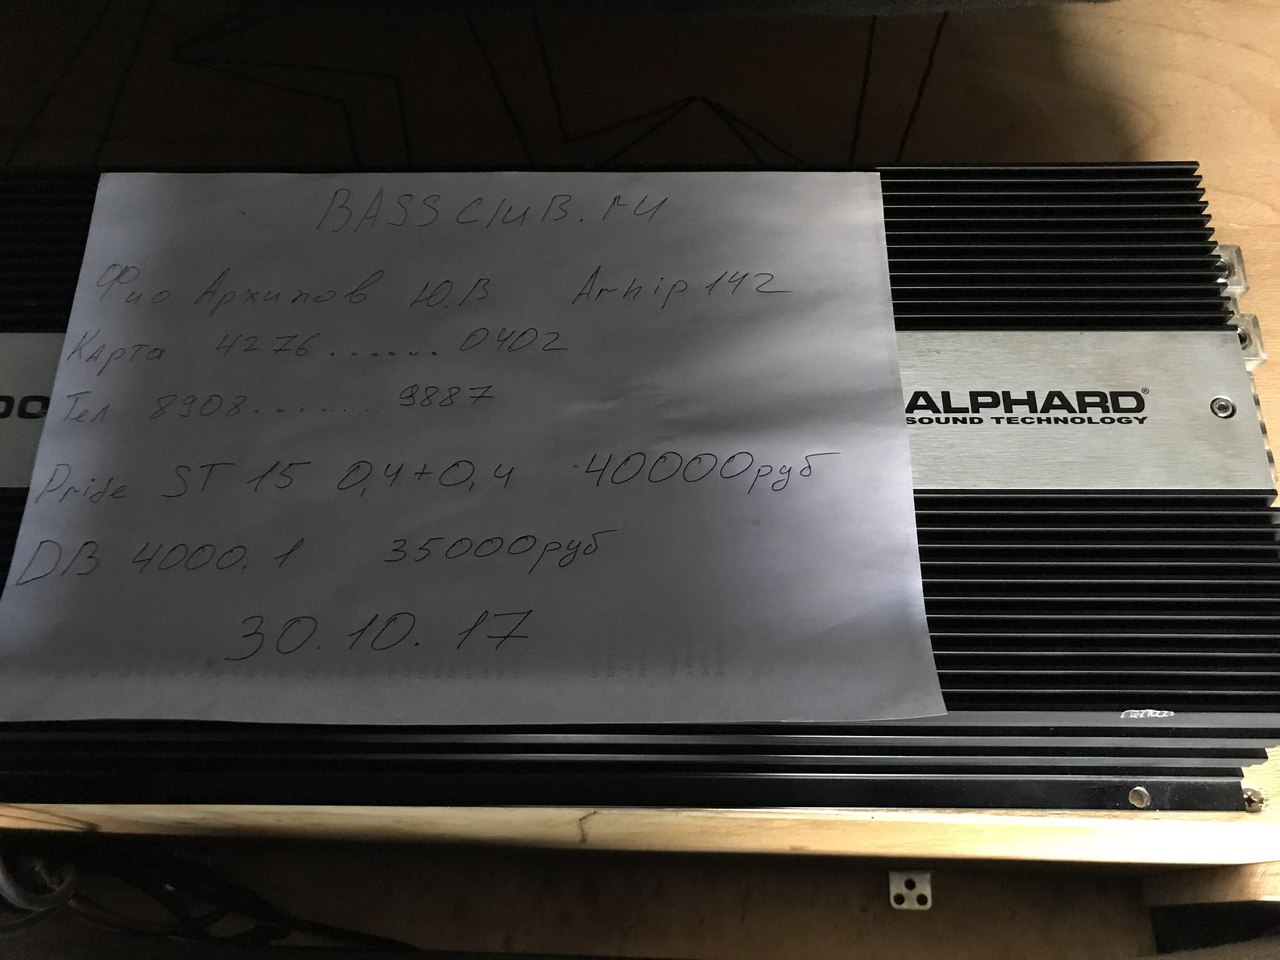 BASSCluB.ru
Фио Архипов Ю.В Arhip142
Карта 4276....... 0402
Тел 8908......... 9887
Pride ST 15 0,4+0,4 40000руб
DB 4000.1 35000руб
30.10.17
ALPHARD®
SOUND TECHNOLOGY